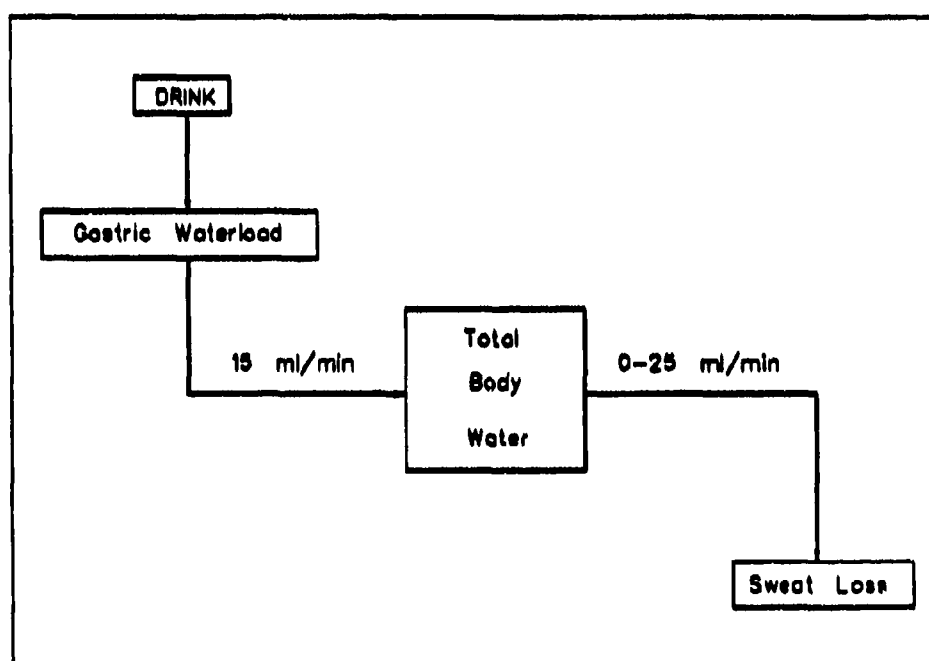 DRINK
Gastric Waterload
15 ml/min
Total
Body
Water
0-25 ml/min
Sweat Loss